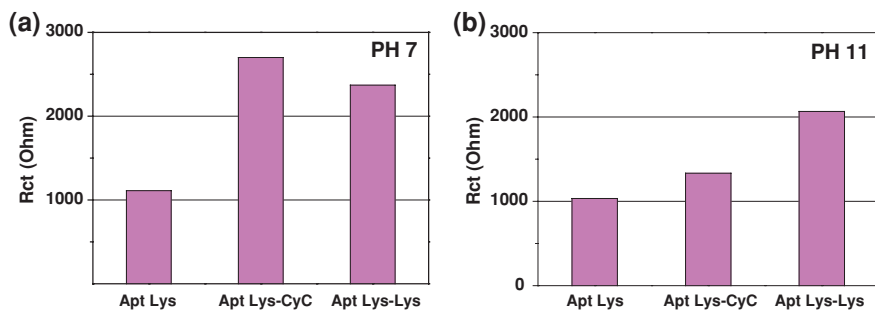 (a)
PH 7
3000
2000
1000
Rct (Ohm)
Apt Lys Apt Lys-CyC Apt Lys-Lys
(b)
PH 11
3000
2000
1000
0
Rct (Ohm)
Apt Lys Apt Lys-CyC Apt Lys-Lys